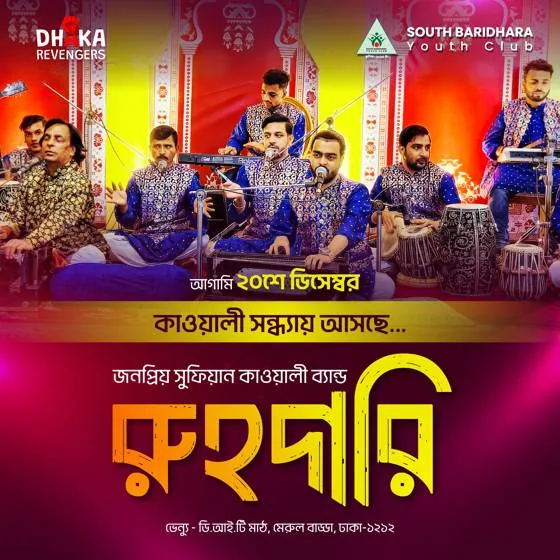 DHAKA
REVENGERS
SOUTH BARIDHARA
Youth Club
আগামি ২০শে ডিসেম্বর
কাওয়ালী সন্ধ্যায় আসছে...
জনপ্রিয় সুফিয়ান কাওয়ালী ব্যান্ড
রুহদারি
ভেন্যু - ডি.আই.টি মাঠ, মেরুল বাড্ডা, ঢাকা-১২১২